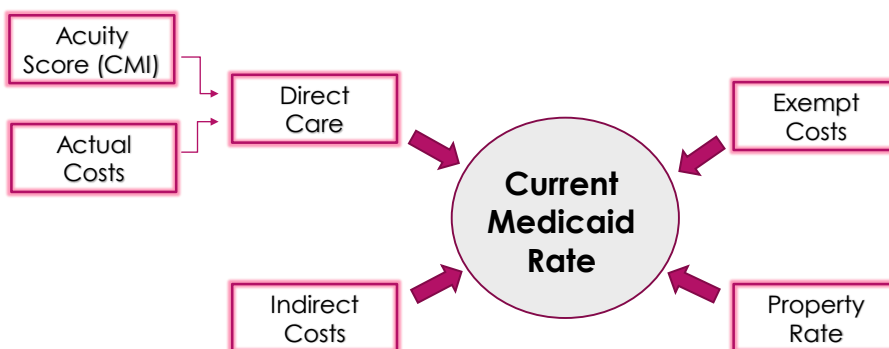 Acuity
Score (CMI)
Actual
Costs
Direct
Care
Indirect
Costs
Current
Medicaid
Rate
Exempt
Costs
Property
Rate